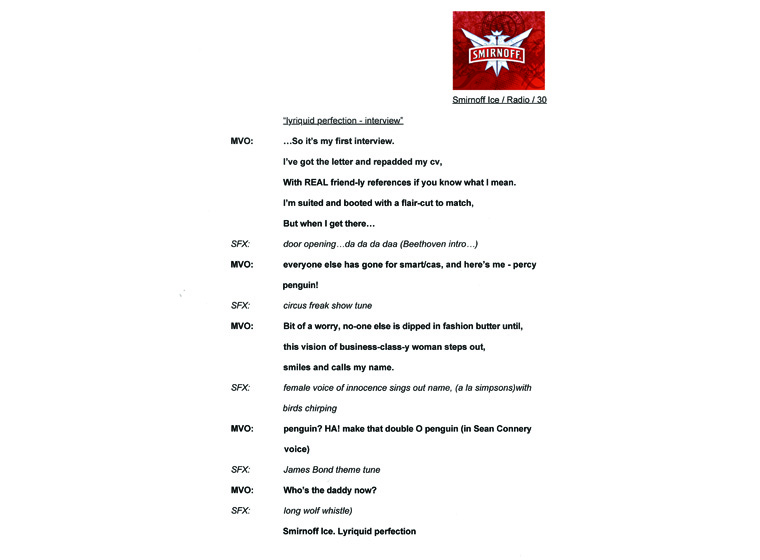 SMIRNOFF
Smirnoff Ice / Radio / 30
"lyriquid perfection - interview"
MVO: …So it's my first interview.
I've got the letter and repadded my cv,
With REAL friend-ly references if you know what I mean.
I'm suited and booted with a flair-cut to match,
But when I get there…
SFX: door opening…da da da daa (Beethoven intro…)
MVO: everyone else has gone for smart/cas, and here's me - percy
penguin!
SFX: circus freak show tune
MVO: Bit of a worry, no-one else is dipped in fashion butter until,
this vision of business-class-y woman steps out,
smiles and calls my name.
SFX: female voice of innocence sings out name, (a la simpsons)with
birds chirping
MVO: penguin? HA! make that double O penguin (in Sean Connery
voice)
SFX: James Bond theme tune
MVO: Who's the daddy now?
SFX: long wolf whistle)
Smirnoff Ice. Lyriquid perfection